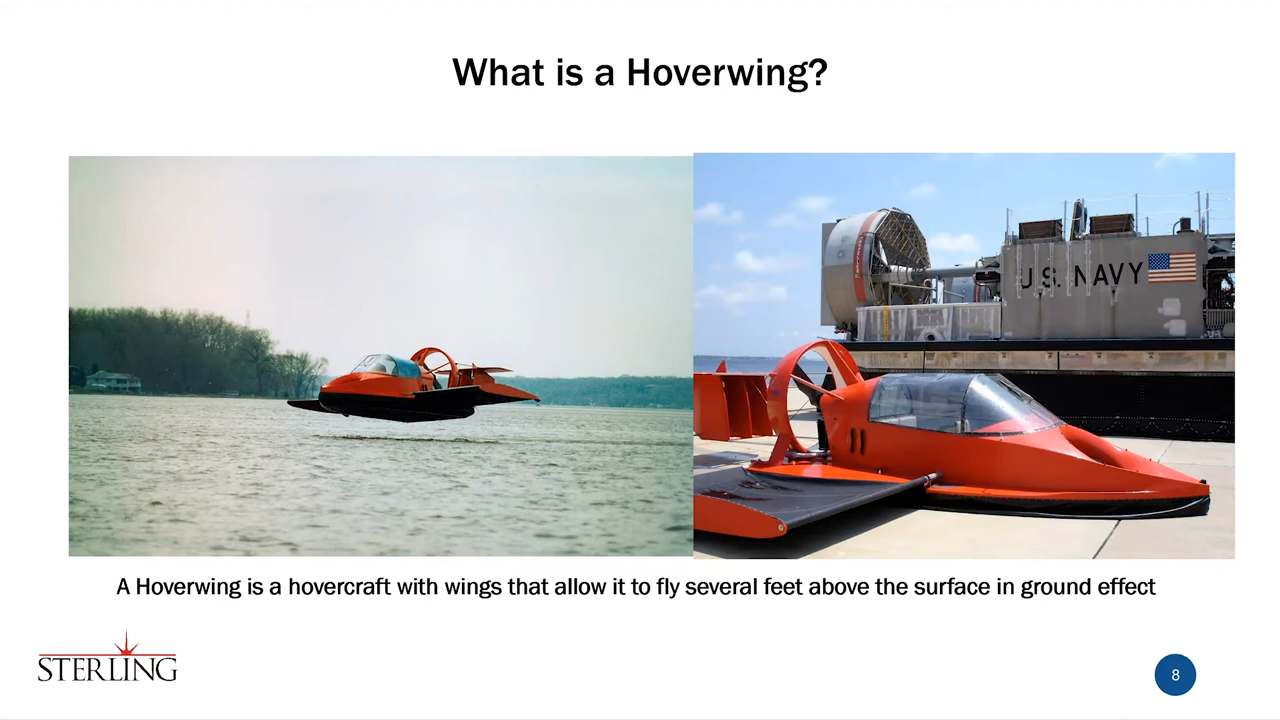 What is a Hoverwing?
U.S. NAVY
A Hoverwing is a hovercraft with wings that allow it to fly several feet above the surface in ground effect
STERLING
8